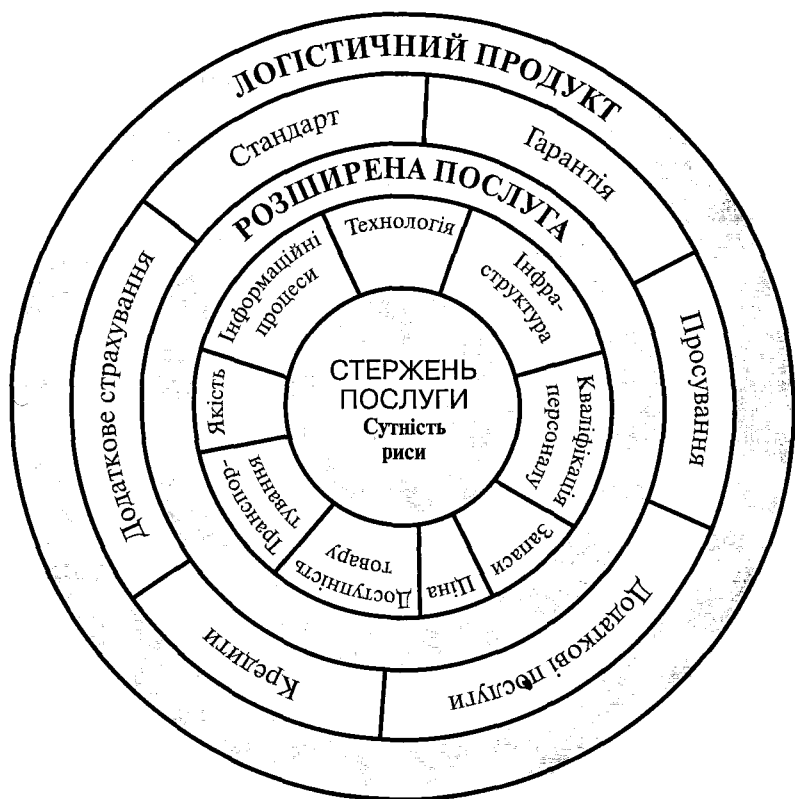 ЛОГІСТИЧНИЙ ПРОДУКТ
Стандарт
Гарантія
Просування
Додаткові послуги
Кредити
Додаткове страхування
РОЗШИРЕНА ПОСЛУГА
Технологія
Інфра-
структура
Кваліфікація
персоналу
Запаси
Ціна
Доступність
товару
Транспор-
тування
Якість
Інформаційні
процеси
СТЕРЖЕНЬ
ПОСЛУГИ
Сутність
риси